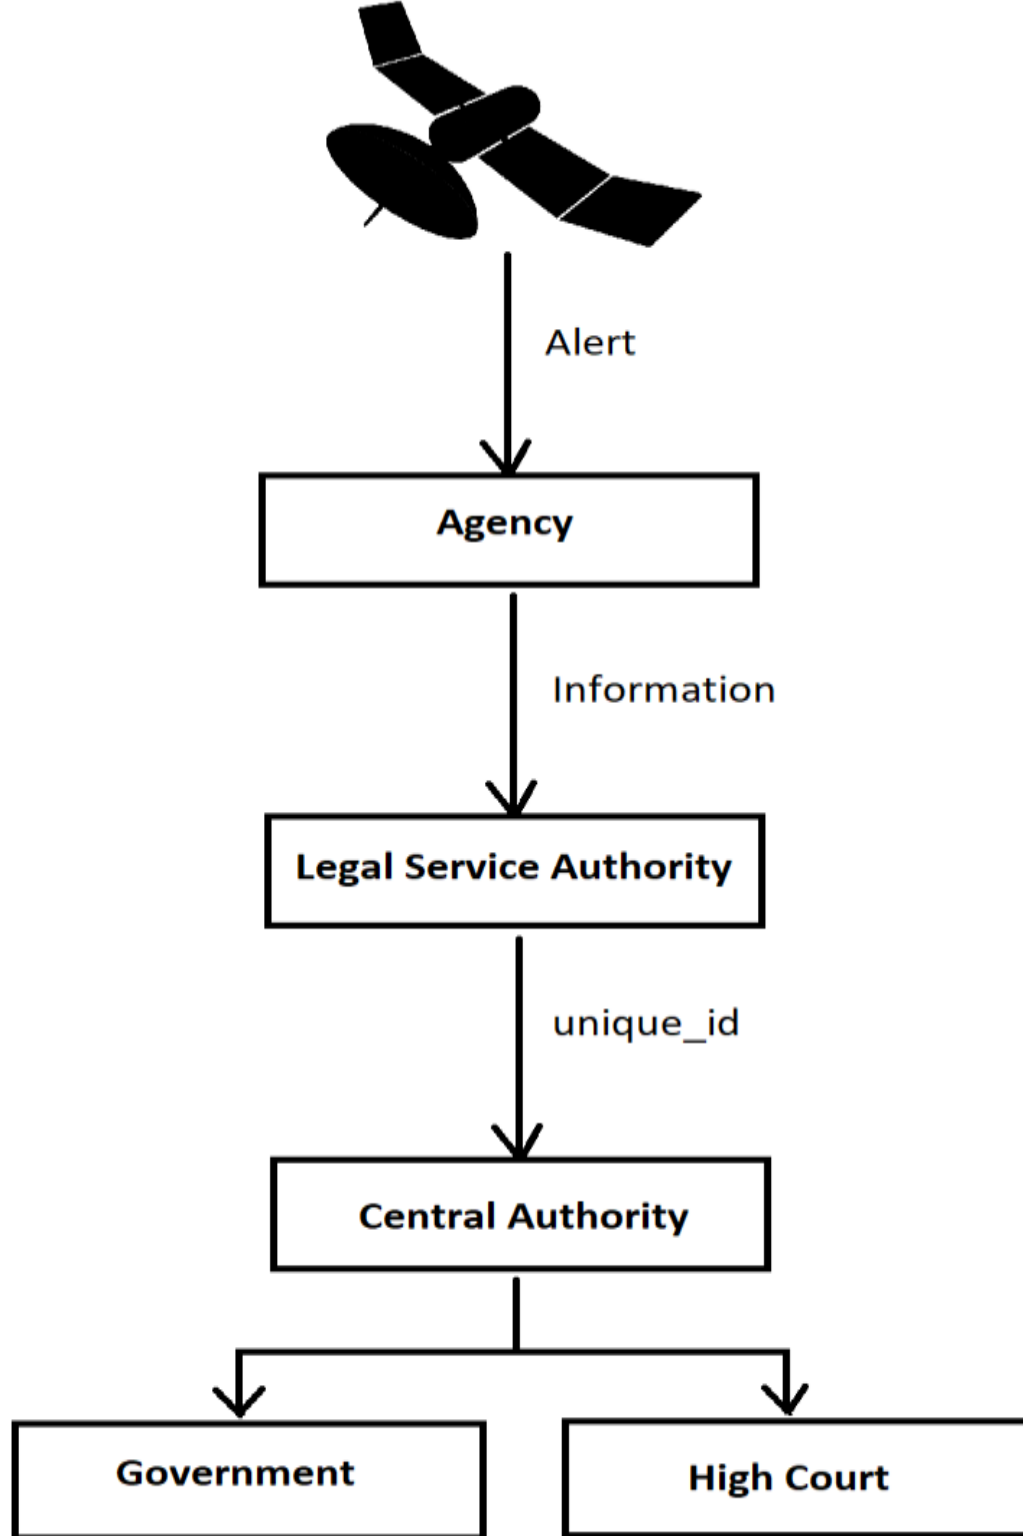 Alert
Agency
Information
Legal Service Authority
unique_id
Central Authority
Government
High Court